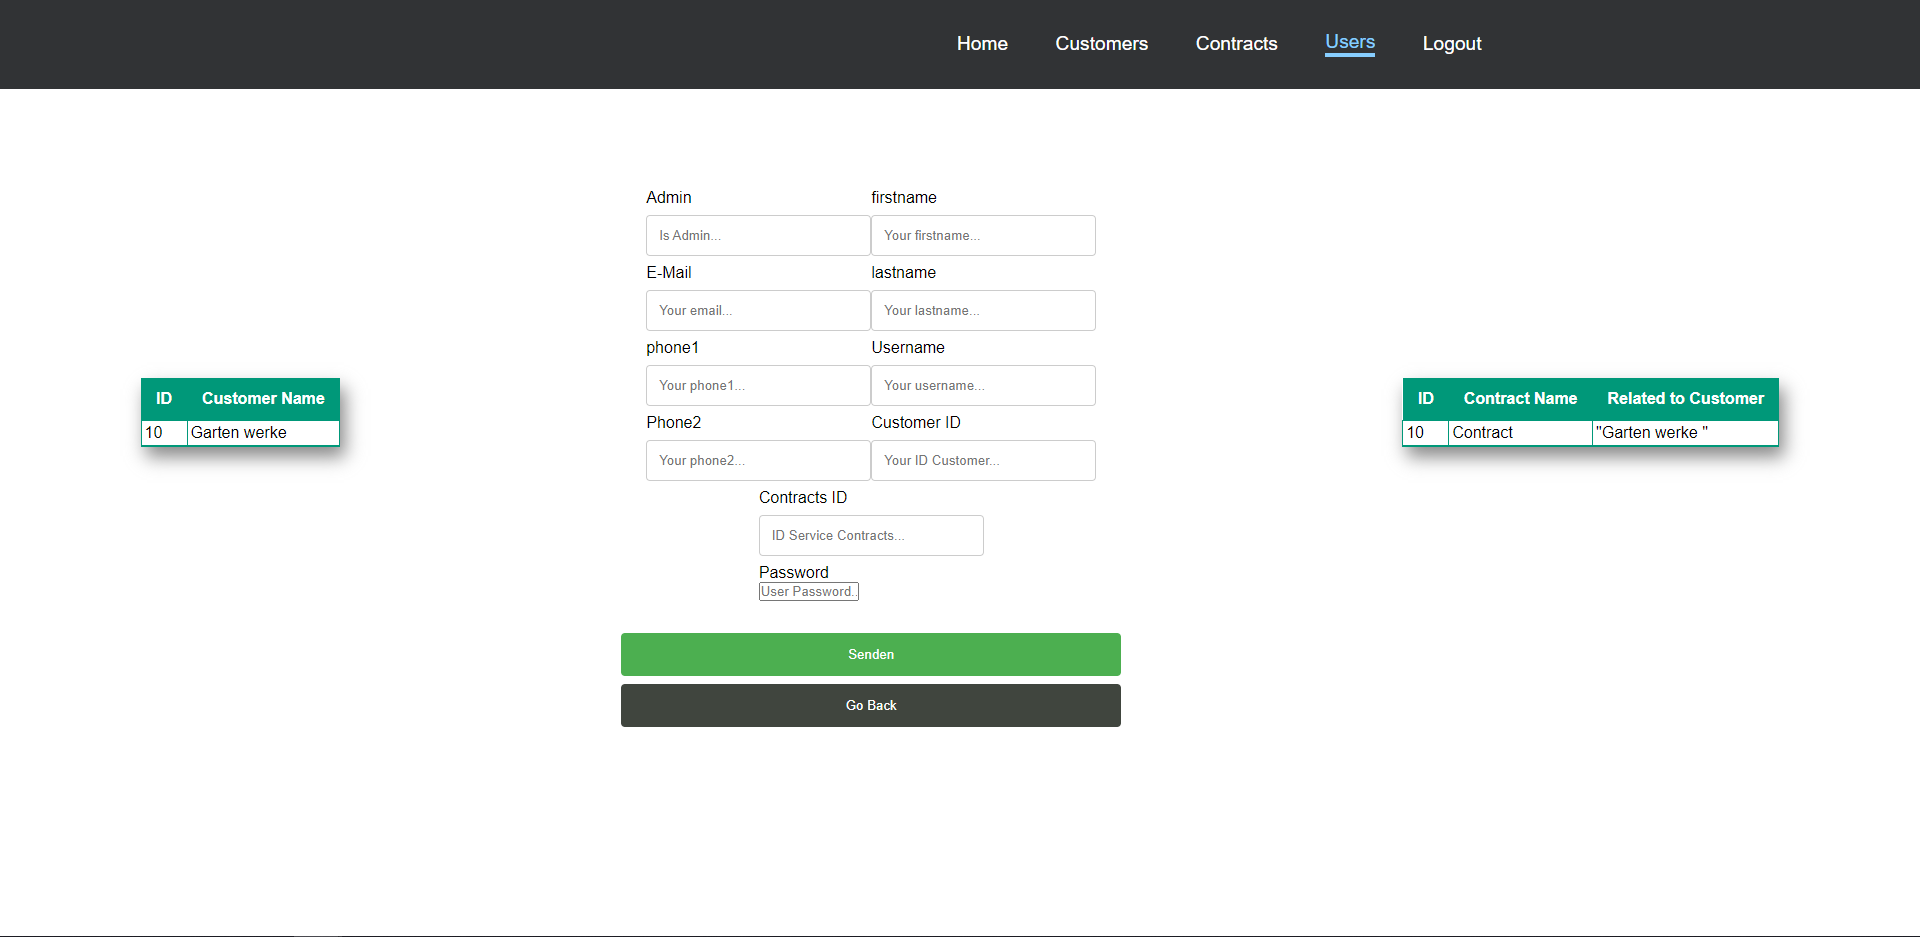 Home Customers Contracts Users Logout
Admin firstname
Is Admin... Your firstname...
E-Mail lastname
Your email... Your lastname...
phone1 Username
Your phone1... Your username...
Phone2 Customer ID
Your phone2... Your ID Customer...
Contracts ID
ID Service Contracts...
Password
User Password..
Senden
Go Back
ID Customer Name
10 Garten werke
ID Contract Name Related to Customer
10 Contract "Garten werke "